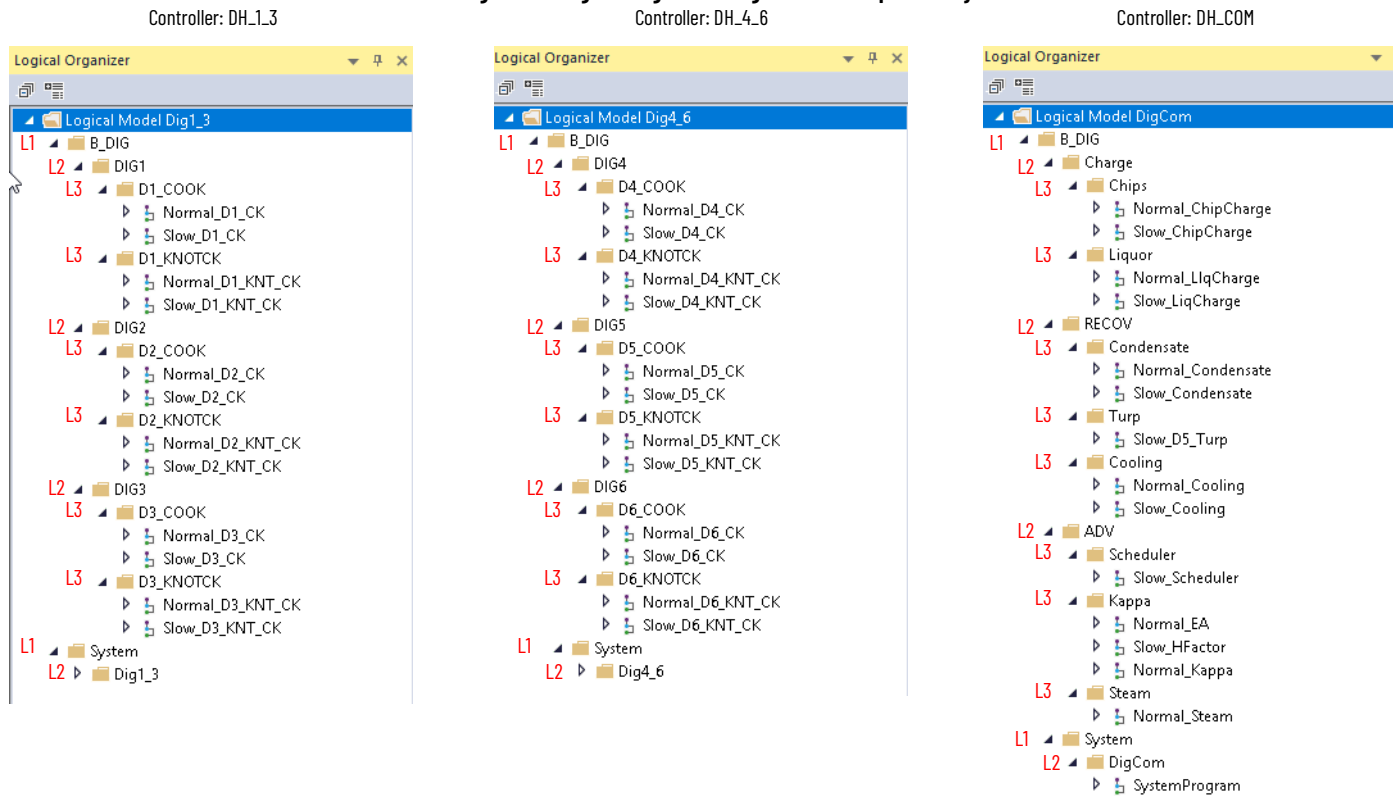 Controller: DH_1_3
Logical Organizer
Logical Model Dig1_3
L1 B_DIG
L2 DIG1
L3 D1_COOK
Normal_D1_CK
Slow_D1_CK
L3 D1_KNOTCK
Normal_D1_KNT_CK
Slow_D1_KNT_CK
L2 DIG2
L3 D2_COOK
Normal_D2_CK
Slow_D2_CK
L3 D2_KNOTCK
Normal_D2_KNT_CK
Slow_D2_KNT_CK
L2 DIG3
L3 D3_COOK
Normal_D3_CK
Slow_D3_CK
L3 D3_KNOTCK
Normal_D3_KNT_CK
Slow_D3_KNT_CK
L1 System
L2 Dig1_3
Controller: DH_4_6
Logical Organizer
Logical Model Dig4_6
L1 B_DIG
L2 DIG4
L3 D4_COOK
Normal_D4_CK
Slow_D4_CK
L3 D4_KNOTCK
Normal_D4_KNT_CK
Slow_D4_KNT_CK
L2 DIG5
L3 D5_COOK
Normal_D5_CK
Slow_D5_CK
L3 D5_KNOTCK
Normal_D5_KNT_CK
Slow_D5_KNT_CK
L2 DIG6
L3 D6_COOK
Normal_D6_CK
Slow_D6_CK
L3 D6_KNOTCK
Normal_D6_KNT_CK
Slow_D6_KNT_CK
L1 System
L2 Dig4_6
Controller: DH_COM
Logical Organizer
Logical Model DigCom
L1 B_DIG
L2 Charge
L3 Chips
Normal_ChipCharge
Slow_ChipCharge
L3 Liquor
Normal_LIqCharge
Slow_LiqCharge
L2 RECOV
L3 Condensate
Normal_Condensate
Slow_Condensate
L3 Turp
Slow_D5_Turp
L3 Cooling
Normal_Cooling
Slow_Cooling
L2 ADV
L3 Scheduler
Slow_Scheduler
L3 Kappa
Normal_EA
Slow_HFactor
Normal_Kappa
L3 Steam
Normal_Steam
L1 System
L2 DigCom
SystemProgram